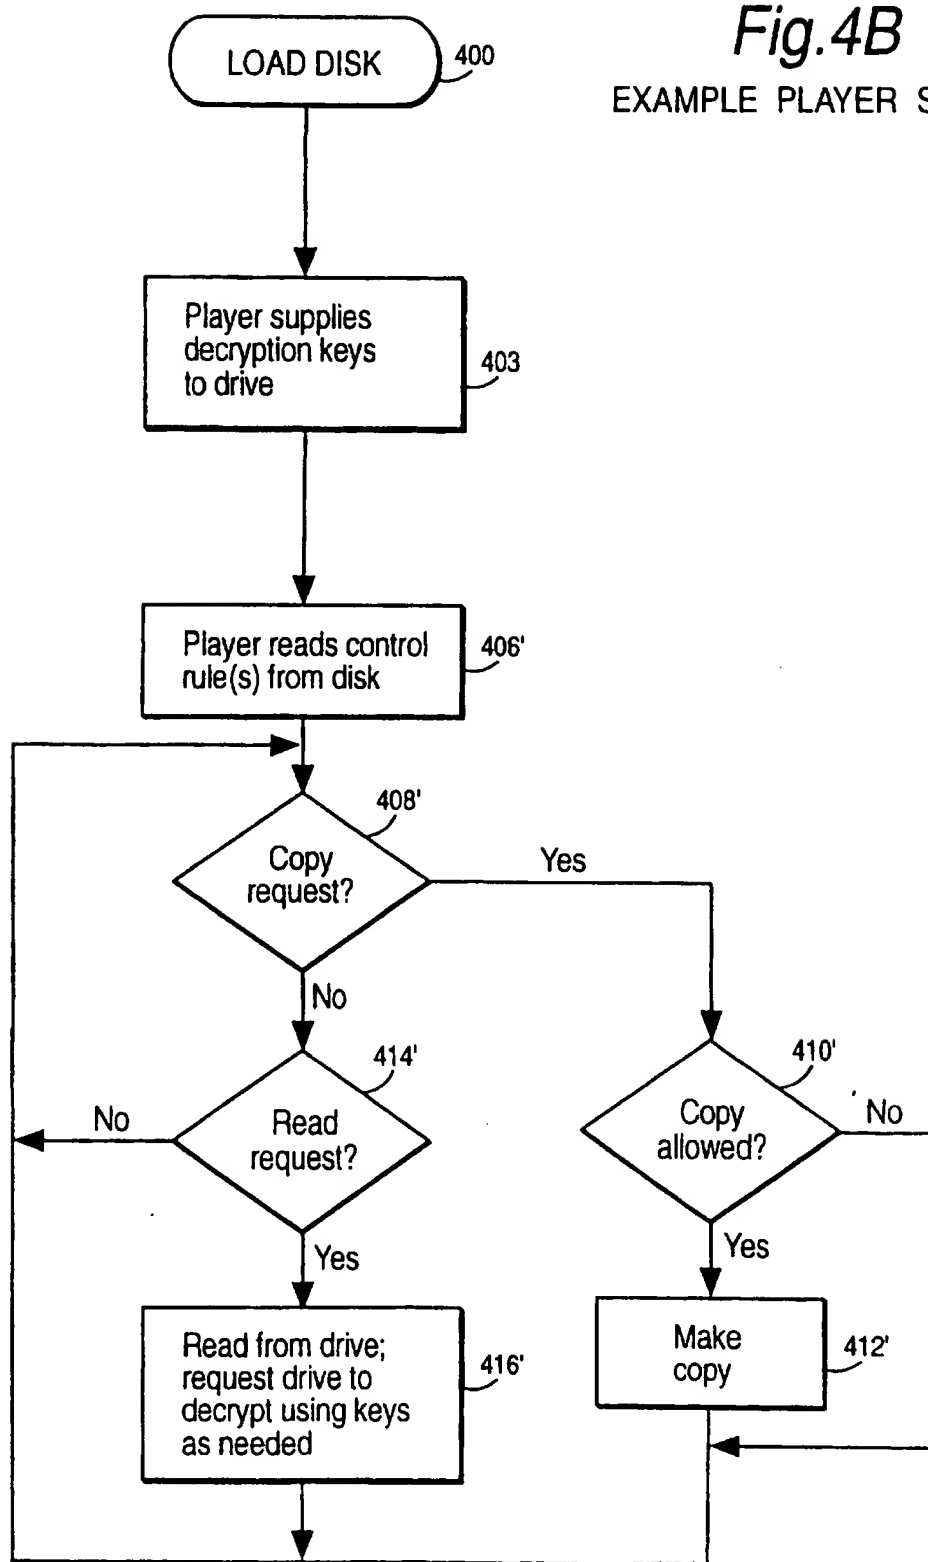 Fig.4B
EXAMPLE PLAYER S
LOAD DISK
400
Player supplies
decryption keys
to drive
403
Player reads control
rule(s) from disk
406'
408'
Copy
request?
Yes
No
414'
Read
request?
No
Yes
410'
Copy
allowed?
No
Yes
Read from drive;
request drive to
decrypt using keys
as needed
416'
Make
copy
412'